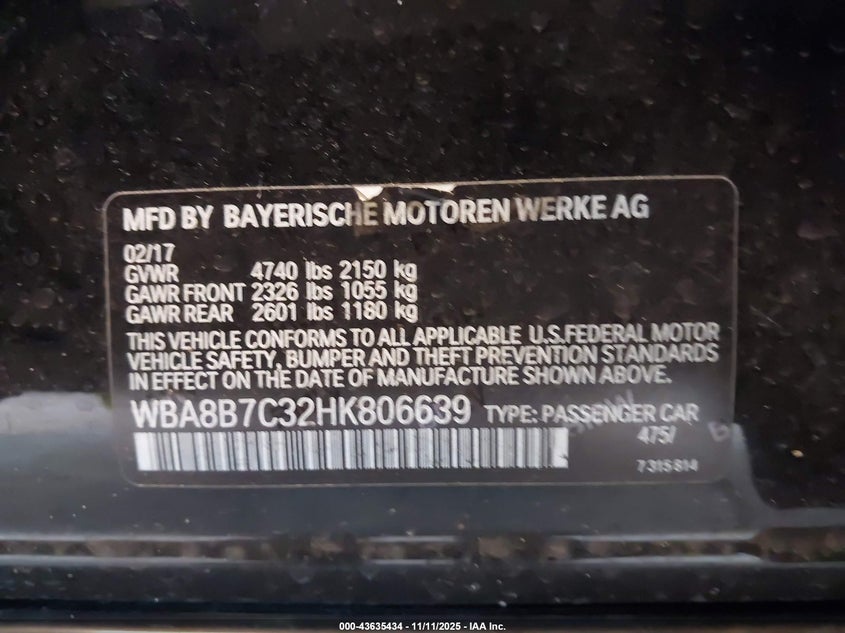 MFD BY BAYERISCHE MOTOREN WERKE AG
02/17
GVWR 4740 lbs 2150 kg
GAWR FRONT 2326 lbs 1055 kg
GAWR REAR 2601 lbs 1180 kg
THIS VEHICLE CONFORMS TO ALL APPLICABLE U.S.FEDERAL MOTOR
VEHICLE SAFETY, BUMPER AND THEFT PREVENTION STANDARDS
IN EFFECT ON THE DATE OF MANUFACTURE SHOWN ABOVE.
WBA8B7C32HK806639 TYPE: PASSENGER CAR
475/
7315814
000-43635434 - 11/11/2025 - IAA Inc.